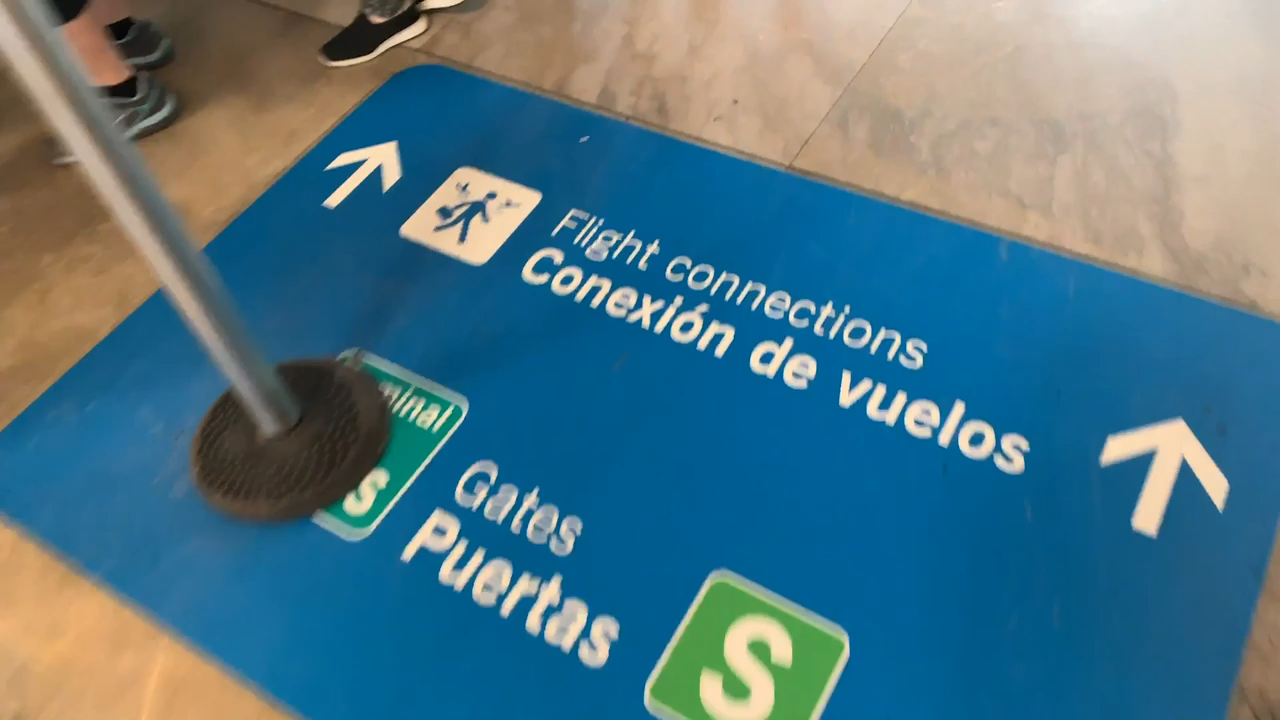 Flight connections
Conexión de vuelos
S
Gates
Puertas
S